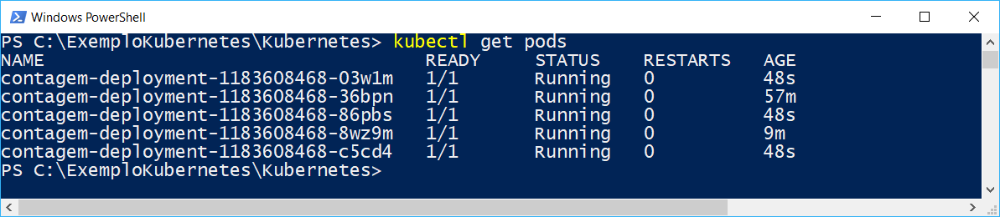 Windows PowerShell
PS C:\ExemploKubernetes\Kubernetes> kubectl get pods
NAME READY STATUS RESTARTS AGE
contagem-deployment-1183608468-03w1m 1/1 Running 0 48s
contagem-deployment-1183608468-36bpn 1/1 Running 0 57m
contagem-deployment-1183608468-86pbs 1/1 Running 0 48s
contagem-deployment-1183608468-8wz9m 1/1 Running 0 9m
contagem-deployment-1183608468-c5cd4 1/1 Running 0 48s
PS C:\ExemploKubernetes\Kubernetes>